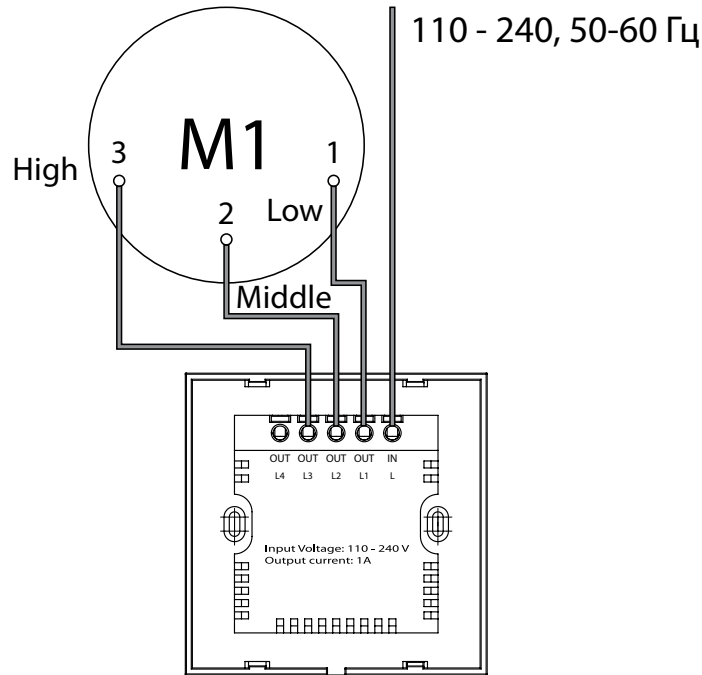 110 - 240, 50-60 Гц
M1
3
1
High
2
Low
Middle
OUT OUT OUT OUT IN
L4 L3 L2 L1 L
Input Voltage: 110 - 240 V
Output current: 1A